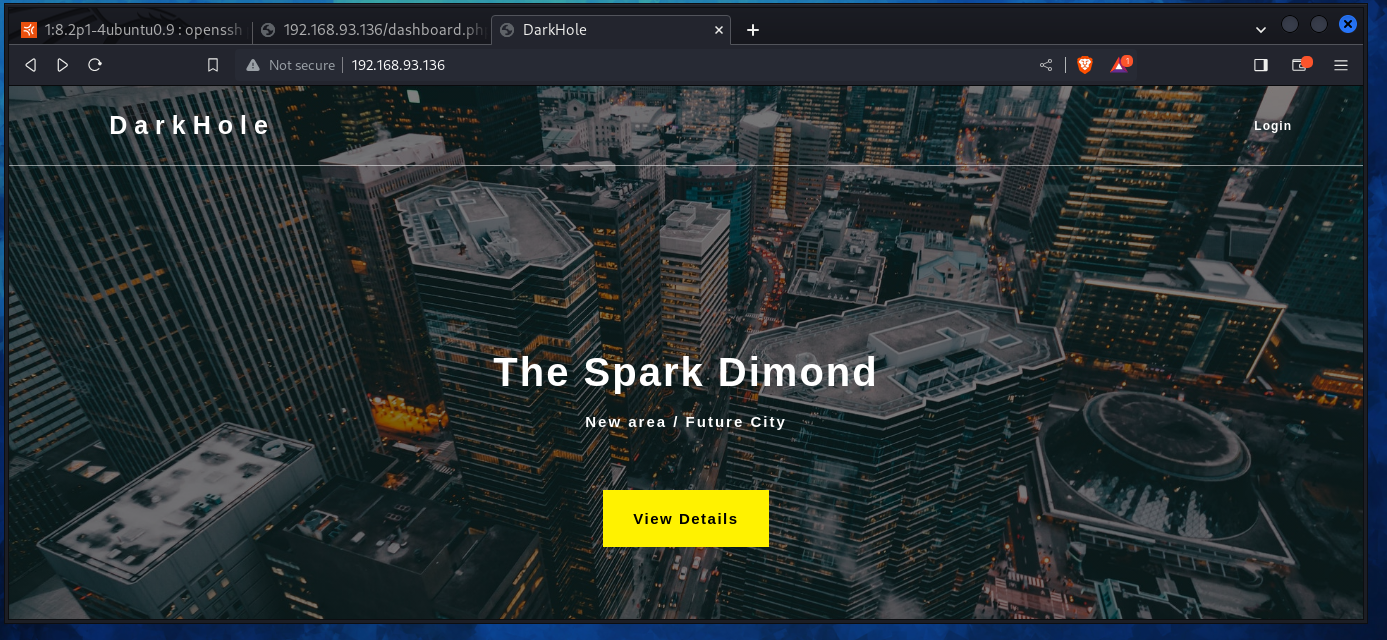 1:8.2p1-4ubuntu0.9 : openssh
192.168.93.136/dashboard.php
DarkHole
Not secure
192.168.93.136
1
DarkHole
Login
The Spark Dimond
New area / Future City
View Details